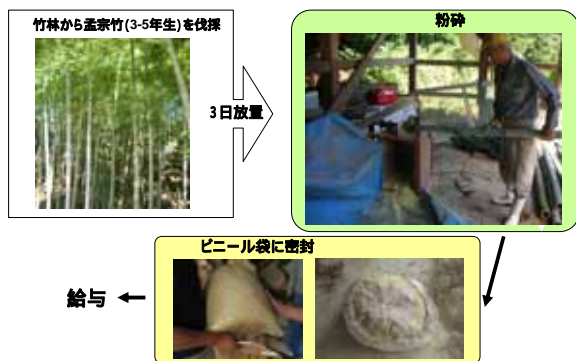 竹林から孟宗竹(3-5年生)を伐採
3日放置
粉砕
ビニール袋に密封
給与